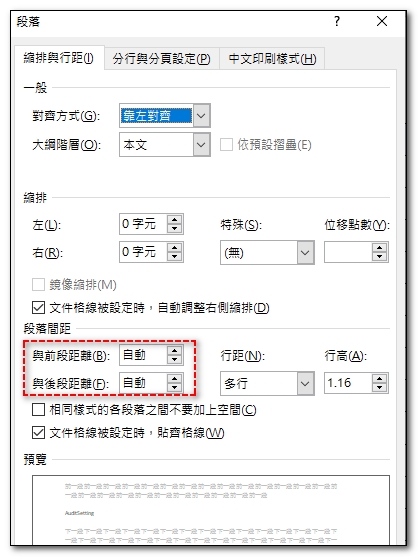 段落
? ×
縮排與行距(I) 分行與分頁設定(P) 中文印刷樣式(H)
一般
對齊方式(G): 靠左對齊
大綱階層(O): 本文 依預設摺疊(E)
縮排
左(L): 0 字元 特殊(S): 位移點數(Y):
右(R): 0 字元 (無)
鏡像縮排(M)
文件格線被設定時，自動調整右側縮排(D)
段落間距
與前段距離(B): 自動 行距(N): 行高(A):
與後段距離(F): 自動 多行 1.16
相同樣式的各段落之間不要加上空間(C)
文件格線被設定時，貼齊格線(W)
預覽
AuditSetting